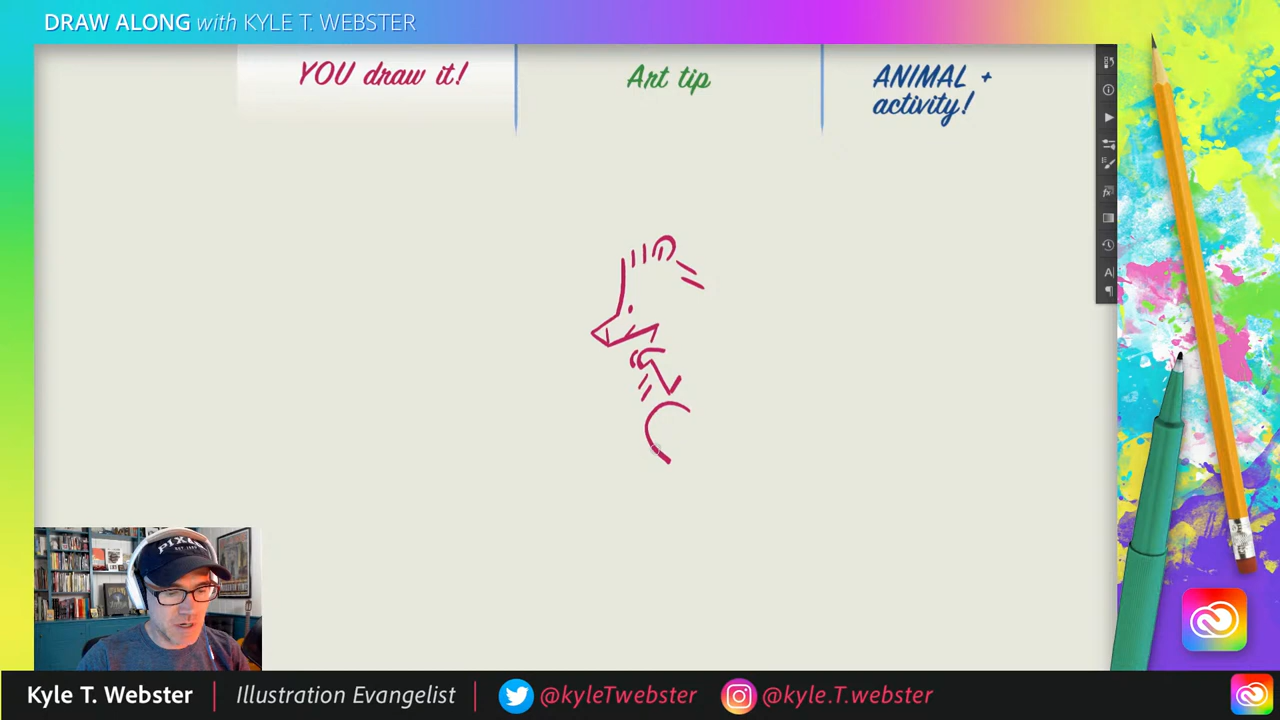 DRAW ALONG with KYLE T. WEBSTER
YOU draw it!
Art tip
ANIMAL +
activity!
PIXAR
Kyle T. Webster | Illustration Evangelist | @kyleTwebster @kyle.T.webster